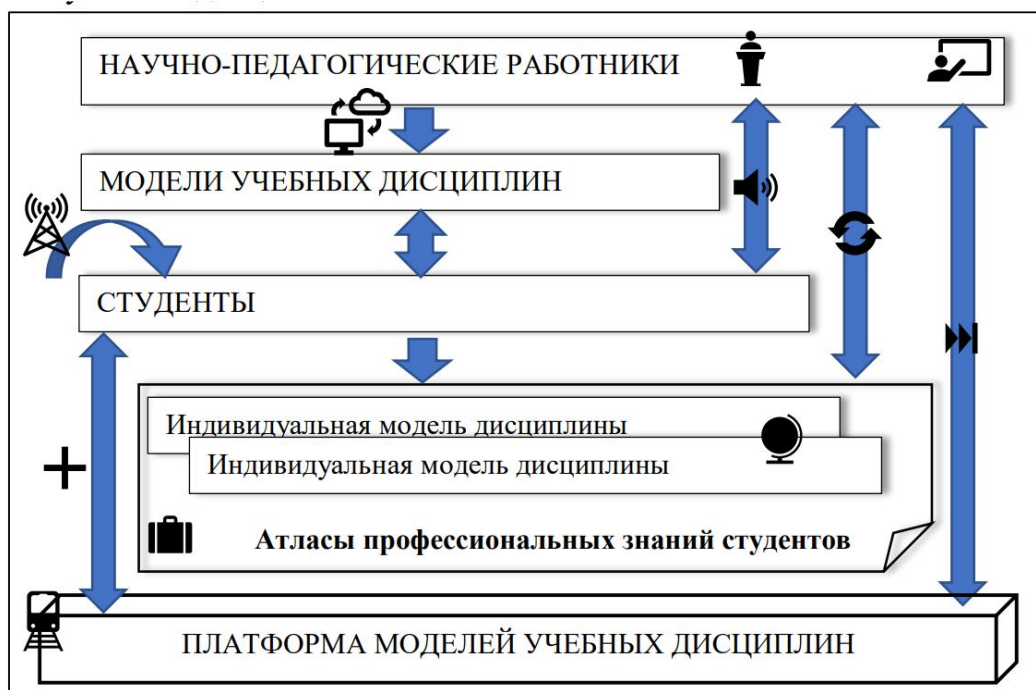 НАУЧНО-ПЕДАГОГИЧЕСКИЕ РАБОТНИКИ
МОДЕЛИ УЧЕБНЫХ ДИСЦИПЛИН
СТУДЕНТЫ
Индивидуальная модель дисциплины
Индивидуальная модель дисциплины
Атласы профессиональных знаний студентов
ПЛАТФОРМА МОДЕЛЕЙ УЧЕБНЫХ ДИСЦИПЛИН